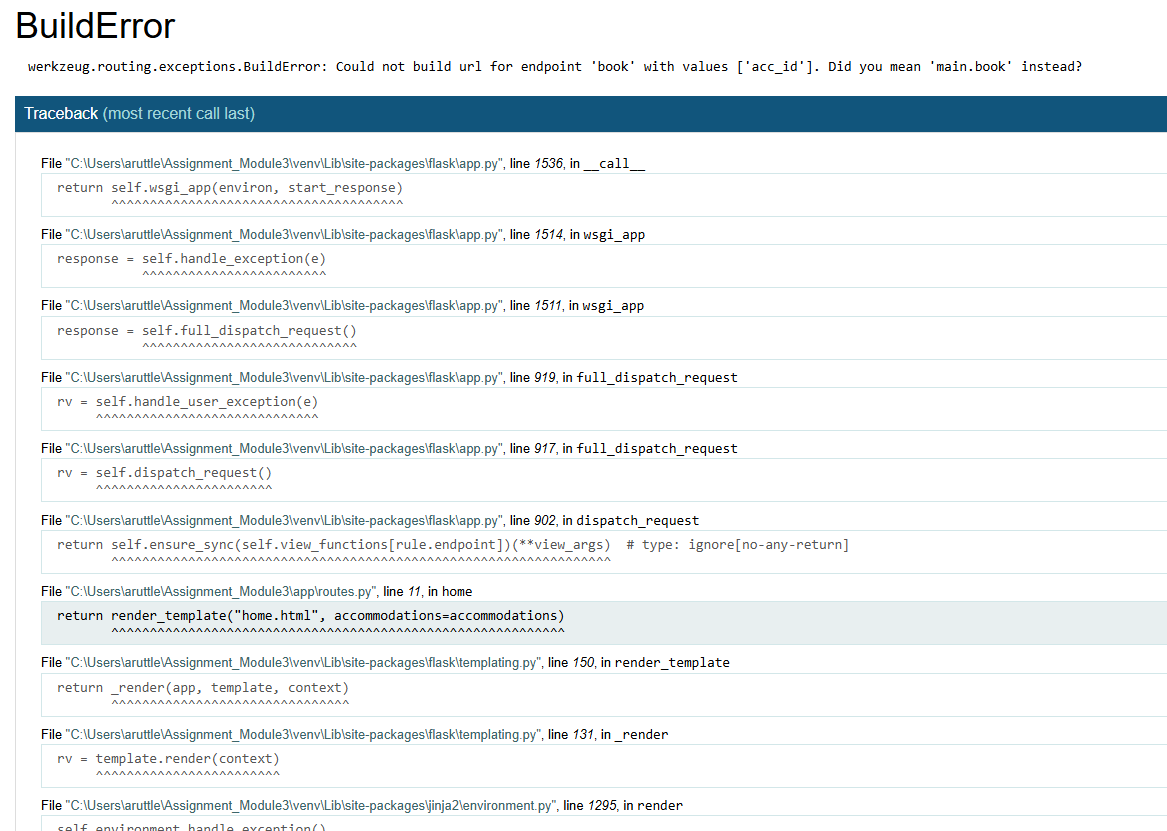 BuildError
werkzeug.routing.exceptions.BuildError: Could not build url for endpoint 'book' with values ['acc_id']. Did you mean 'main.book' instead?
Traceback (most recent call last)
File "C:\Users\aruttle\Assignment_Module3\venv\Lib\site-packages\flask\app.py", line 1536, in __call__
return self.wsgi_app(environ, start_response)
^^^^^^^^^^^^^^^^^^^^^^^^^^^^^^^^^^^^^^
File "C:\Users\aruttle\Assignment_Module3\venv\Lib\site-packages\flask\app.py", line 1514, in wsgi_app
response = self.handle_exception(e)
^^^^^^^^^^^^^^^^^^^^^^^^
File "C:\Users\aruttle\Assignment_Module3\venv\Lib\site-packages\flask\app.py", line 1511, in wsgi_app
response = self.full_dispatch_request()
^^^^^^^^^^^^^^^^^^^^^^^^^^^^
File "C:\Users\aruttle\Assignment_Module3\venv\Lib\site-packages\flask\app.py", line 919, in full_dispatch_request
rv = self.handle_user_exception(e)
^^^^^^^^^^^^^^^^^^^^^^^^^^^^^
File "C:\Users\aruttle\Assignment_Module3\venv\Lib\site-packages\flask\app.py", line 917, in full_dispatch_request
rv = self.dispatch_request()
^^^^^^^^^^^^^^^^^^^^^^^
File "C:\Users\aruttle\Assignment_Module3\venv\Lib\site-packages\flask\app.py", line 902, in dispatch_request
return self.ensure_sync(self.view_functions[rule.endpoint])(**view_args)  # type: ignore[no-any-return]
^^^^^^^^^^^^^^^^^^^^^^^^^^^^^^^^^^^^^^^^^^^^^^^^^^^^^^^^^^^^^^^^^
File "C:\Users\aruttle\Assignment_Module3\app\routes.py", line 11, in home
return render_template("home.html", accommodations=accommodations)
^^^^^^^^^^^^^^^^^^^^^^^^^^^^^^^^^^^^^^^^^^^^^^^^^^^^^^^^^^^
File "C:\Users\aruttle\Assignment_Module3\venv\Lib\site-packages\flask\templating.py", line 150, in render_template
return _render(app, template, context)
^^^^^^^^^^^^^^^^^^^^^^^^^^^^^^^
File "C:\Users\aruttle\Assignment_Module3\venv\Lib\site-packages\flask\templating.py", line 131, in _render
rv = template.render(context)
^^^^^^^^^^^^^^^^^^^^^^^^
File "C:\Users\aruttle\Assignment_Module3\venv\Lib\site-packages\jinja2\environment.py", line 1295, in render
self.environment.handle_exception()